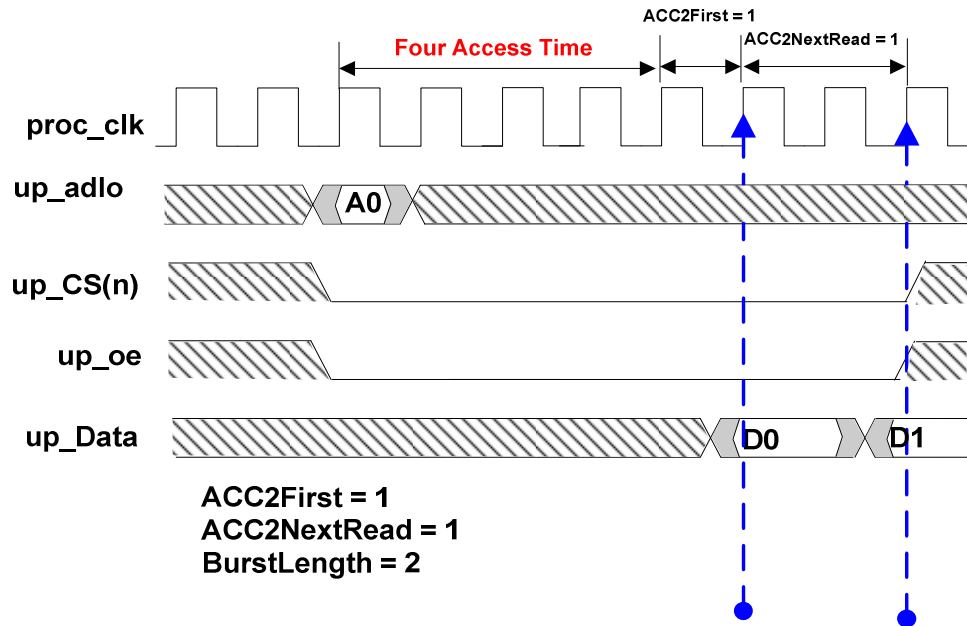 ACC2First = 1
Four Access Time
ACC2NextRead = 1
proc_clk
up_adIo
A0
up_CS(n)
up_oe
up_Data
D0
D1
ACC2First = 1
ACC2NextRead = 1
BurstLength = 2